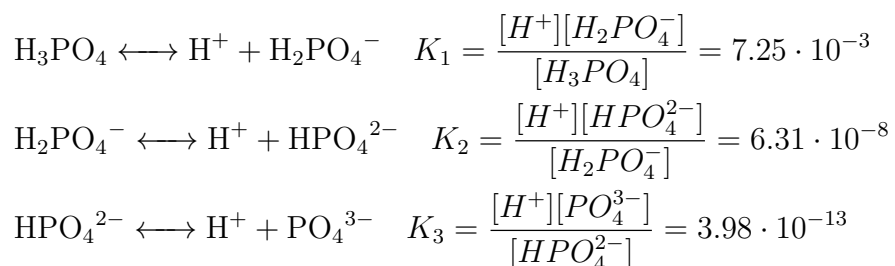 H₃PO₄ ⟷ H⁺ + H₂PO₄⁻ K₁ = [H⁺][H₂PO₄⁻] / [H₃PO₄] = 7.25 · 10⁻³
H₂PO₄⁻ ⟷ H⁺ + HPO₄²⁻ K₂ = [H⁺][HPO₄²⁻] / [H₂PO₄⁻] = 6.31 · 10⁻⁸
HPO₄²⁻ ⟷ H⁺ + PO₄³⁻ K₃ = [H⁺][PO₄³⁻] / [HPO₄²⁻] = 3.98 · 10⁻¹³